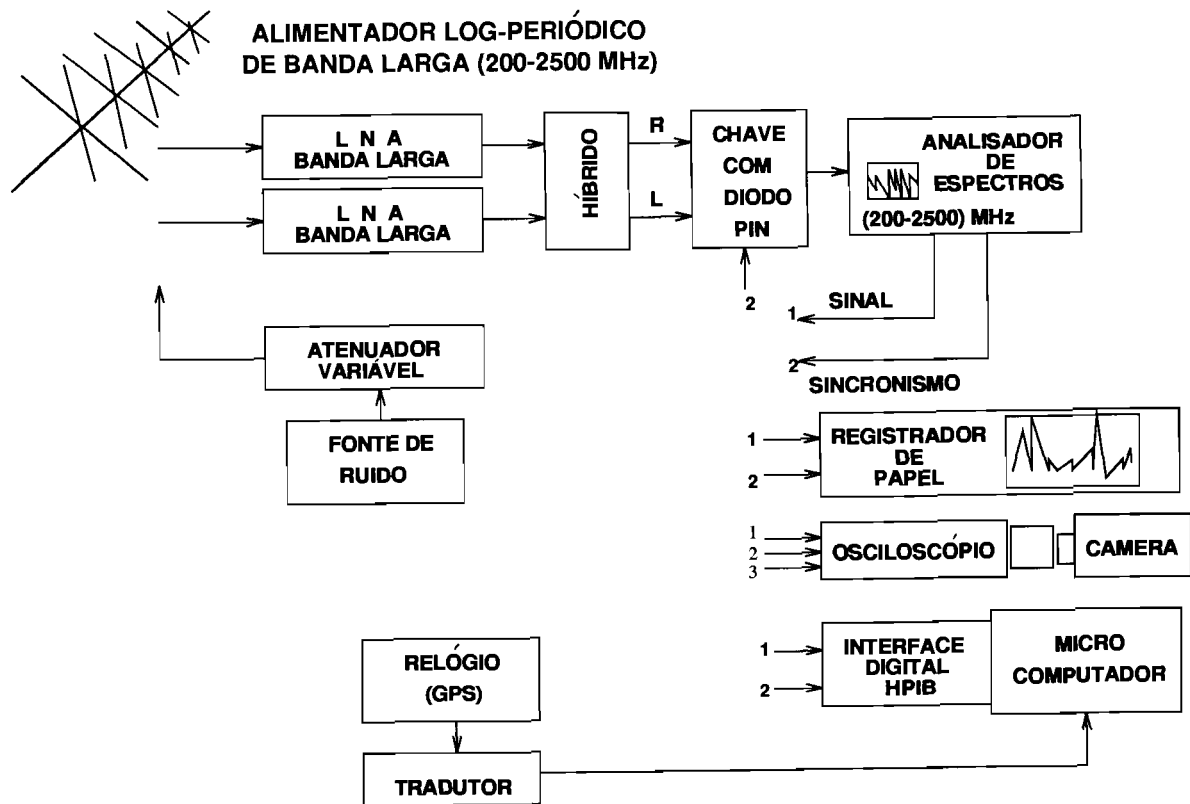 ALIMENTADOR LOG-PERIÓDICO
DE BANDA LARGA (200-2500 MHz)
L N A
BANDA LARGA
L N A
BANDA LARGA
HÍBRIDO
R
L
CHAVE
COM
DIODO
PIN
2
ANALISADOR
DE
ESPECTROS
(200-2500) MHz
1
SINAL
2
SINCRONISMO
ATENUADOR
VARIÁVEL
FONTE DE
RUIDO
1
2
REGISTRADOR
DE
PAPEL
1
2
3
OSCILOSCÓPIO
CAMERA
1
2
INTERFACE
DIGITAL
HPIB
MICRO
COMPUTADOR
RELÓGIO
(GPS)
TRADUTOR